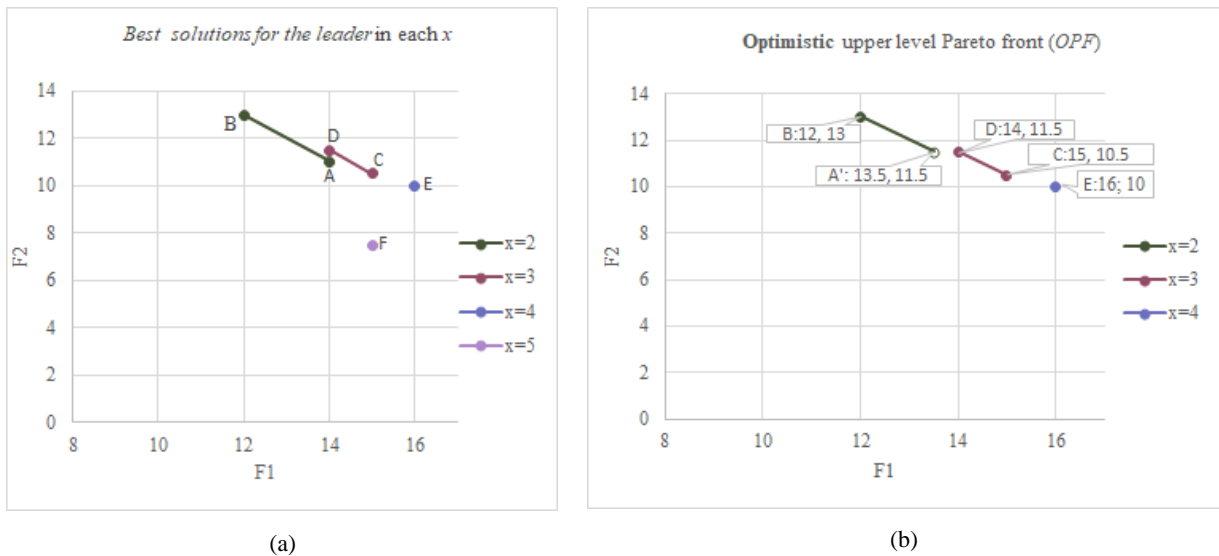 Best solutions for the leader in each x
14
12
10
8
6
4
2
0
F2
B
D
C
A
E
F
8
10
12
14
16
F1
x=2
x=3
x=4
x=5
(a)
Optimistic upper level Pareto front (OPF)
14
12
10
8
6
4
2
0
F2
B:12, 13
D:14, 11.5
C:15, 10.5
A': 13.5, 11.5
E:16; 10
8
10
12
14
16
F1
x=2
x=3
x=4
(b)